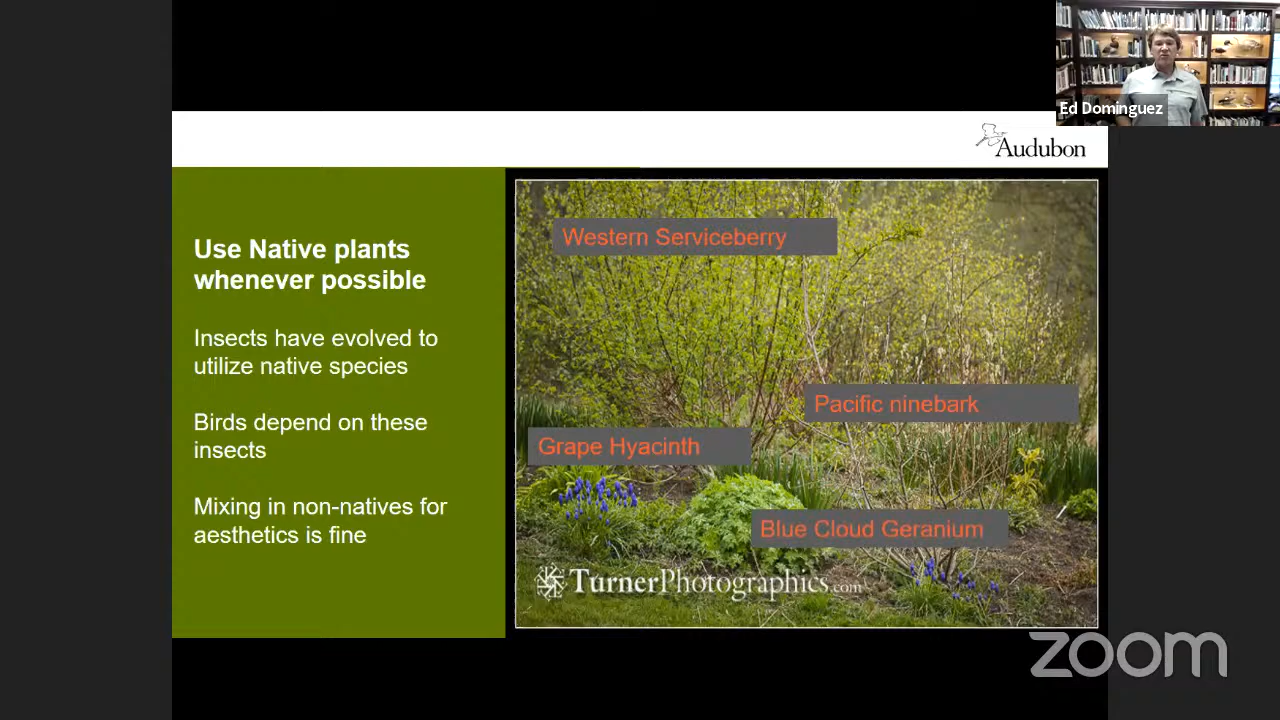 Ed Dominguez
Audubon
Use Native plants
whenever possible
Insects have evolved to
utilize native species
Birds depend on these
insects
Mixing in non-natives for
aesthetics is fine
Western Serviceberry
Pacific ninebark
Grape Hyacinth
Blue Cloud Geranium
TurnerPhotographics.com
zoom